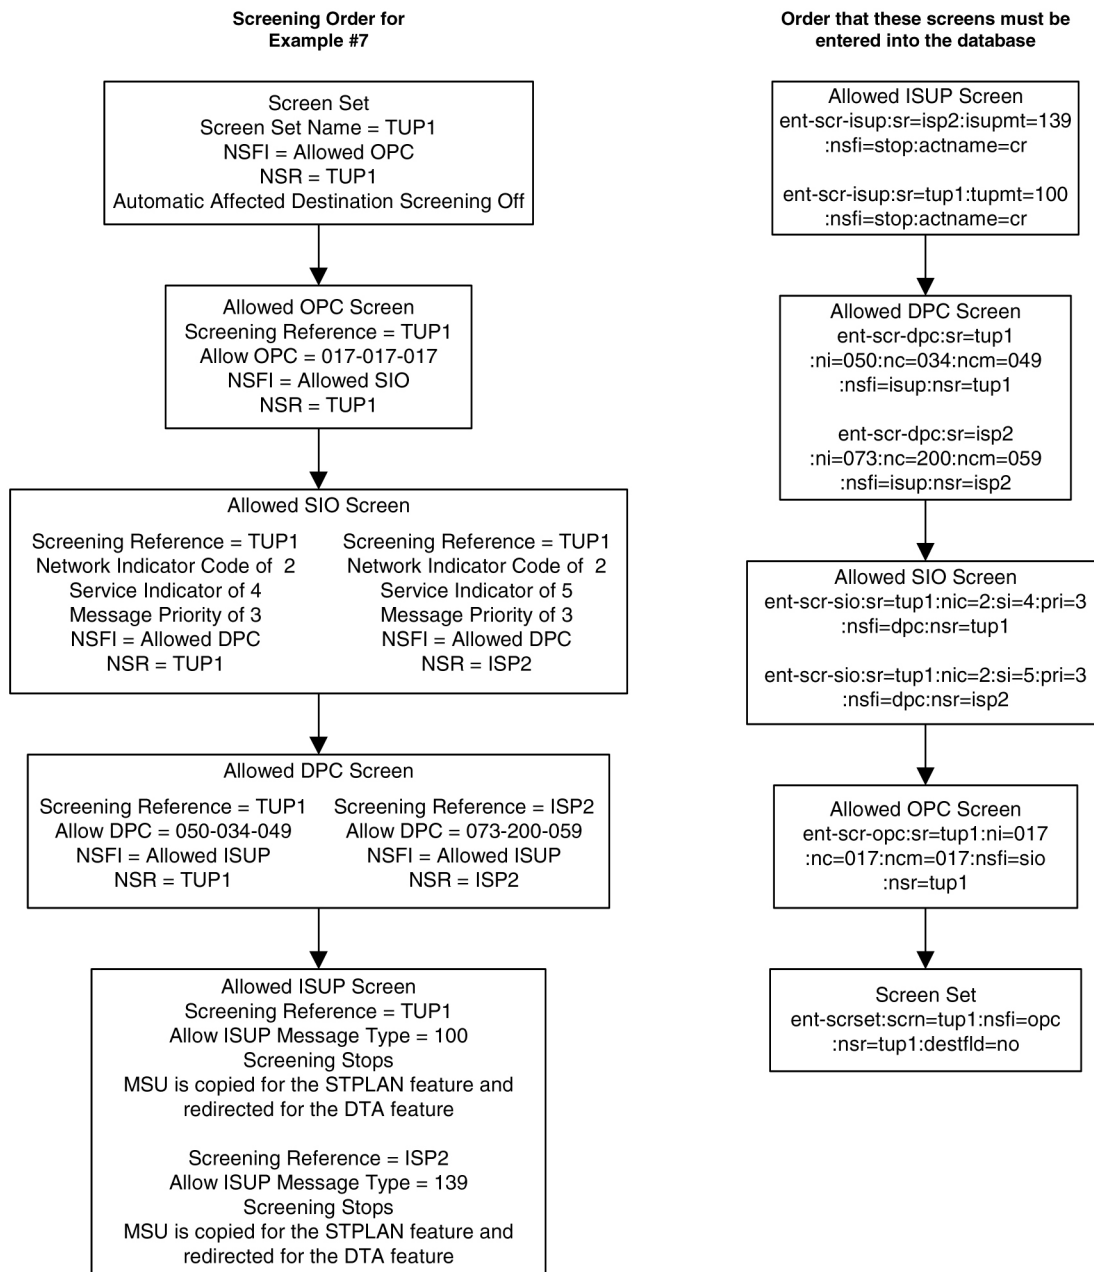 Screening Order for
Example #7
Screen Set
Screen Set Name = TUP1
NSFI = Allowed OPC
NSR = TUP1
Automatic Affected Destination Screening Off
Allowed OPC Screen
Screening Reference = TUP1
Allow OPC = 017-017-017
NSFI = Allowed SIO
NSR = TUP1
Allowed SIO Screen
Screening Reference = TUP1
Network Indicator Code of 2
Service Indicator of 4
Message Priority of 3
NSFI = Allowed DPC
NSR = TUP1
Screening Reference = TUP1
Network Indicator Code of 2
Service Indicator of 5
Message Priority of 3
NSFI = Allowed DPC
NSR = ISP2
Allowed DPC Screen
Screening Reference = TUP1
Allow DPC = 050-034-049
NSFI = Allowed ISUP
NSR = TUP1
Screening Reference = ISP2
Allow DPC = 073-200-059
NSFI = Allowed ISUP
NSR = ISP2
Allowed ISUP Screen
Screening Reference = TUP1
Allow ISUP Message Type = 100
Screening Stops
MSU is copied for the STPLAN feature and
redirected for the DTA feature
Screening Reference = ISP2
Allow ISUP Message Type = 139
Screening Stops
MSU is copied for the STPLAN feature and
redirected for the DTA feature
Order that these screens must be
entered into the database
Allowed ISUP Screen
ent-scr-isup:sr=isp2:isupmt=139
:nsfi=stop:actname=cr
ent-scr-isup:sr=tup1:tupmt=100
:nsfi=stop:actname=cr
Allowed DPC Screen
ent-scr-dpc:sr=tup1
:ni=050:nc=034:ncm=049
:nsfi=isup:nsr=tup1
ent-scr-dpc:sr=isp2
:ni=073:nc=200:ncm=059
:nsfi=isup:nsr=isp2
Allowed SIO Screen
ent-scr-sio:sr=tup1:nic=2:si=4:pri=3
:nsfi=dpc:nsr=tup1
ent-scr-sio:sr=tup1:nic=2:si=5:pri=3
:nsfi=dpc:nsr=isp2
Allowed OPC Screen
ent-scr-opc:sr=tup1:ni=017
:nc=017:ncm=017:nsfi=sio
:nsr=tup1
Screen Set
ent-scrset:scrn=tup1:nsfi=opc
:nsr=tup1:destfld=no